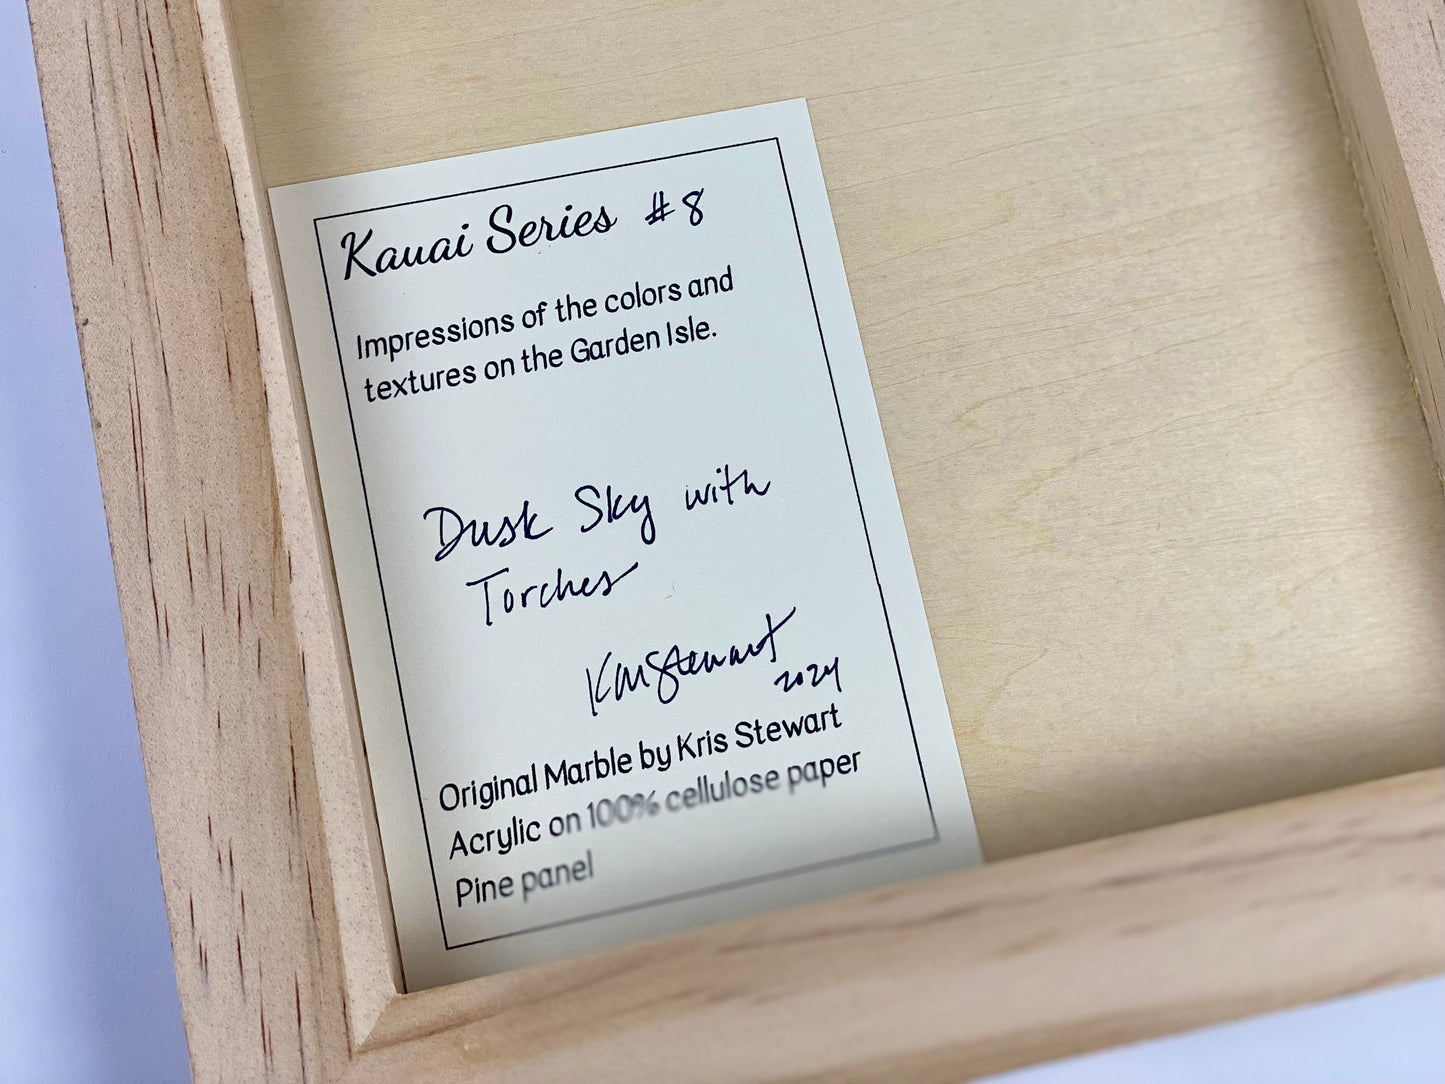 Kauai Series #8
Impressions of the colors and
textures on the Garden Isle.
Dusk Sky with
Torches
KMStewart
2024
Original Marble by Kris Stewart
Acrylic on 100% cellulose paper
Pine panel